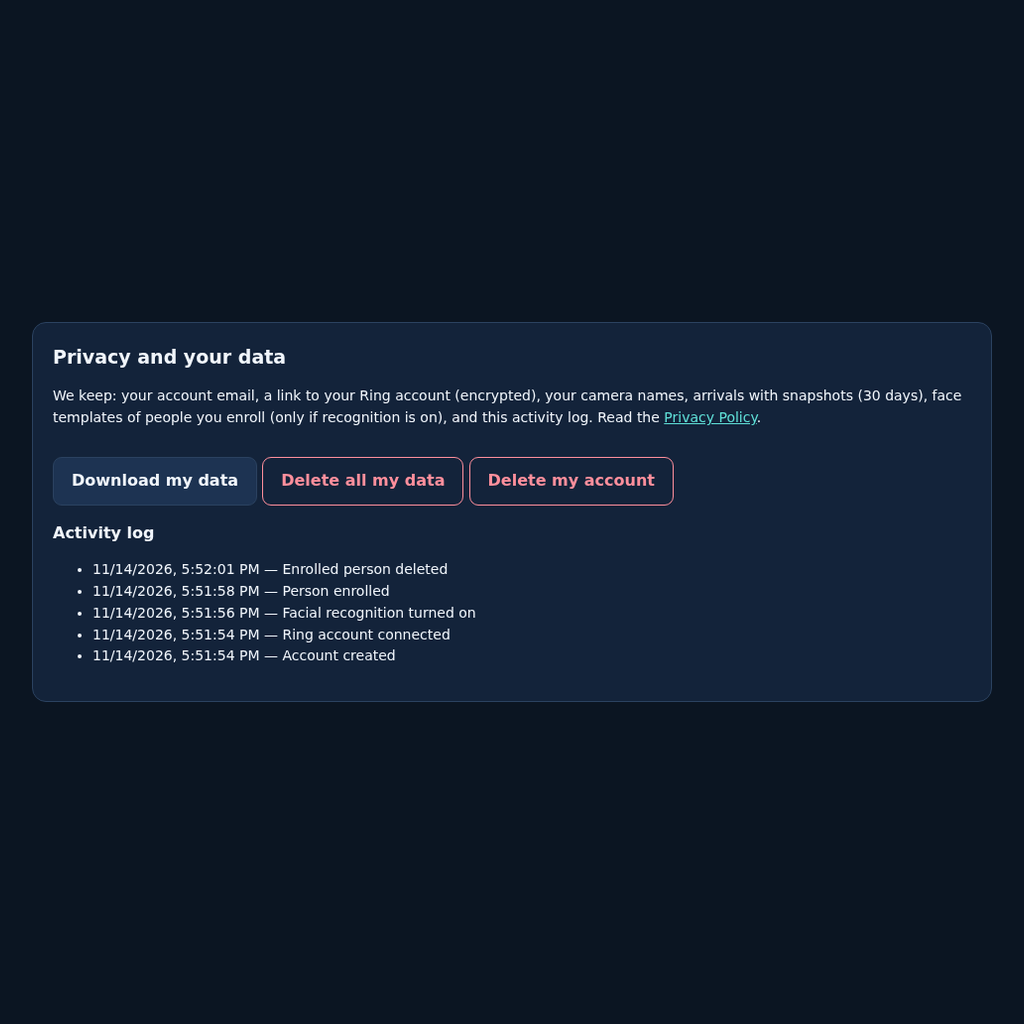 Privacy and your data
We keep: your account email, a link to your Ring account (encrypted), your camera names, arrivals with snapshots (30 days), face
templates of people you enroll (only if recognition is on), and this activity log. Read the Privacy Policy.
Download my data Delete all my data Delete my account
Activity log
• 11/14/2026, 5:52:01 PM — Enrolled person deleted
• 11/14/2026, 5:51:58 PM — Person enrolled
• 11/14/2026, 5:51:56 PM — Facial recognition turned on
• 11/14/2026, 5:51:54 PM — Ring account connected
• 11/14/2026, 5:51:54 PM — Account created